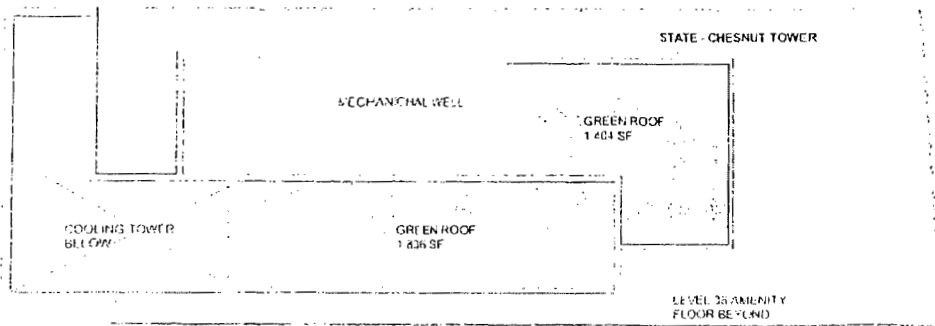 STATE - CHESNUT TOWER
MECHANICHAL WELL
GREEN ROOF
1,404 SF
COOLING TOWER
BELOW
GREEN ROOF
1,836 SF
LEVEL 36 AMENITY
FLOOR BEYOND